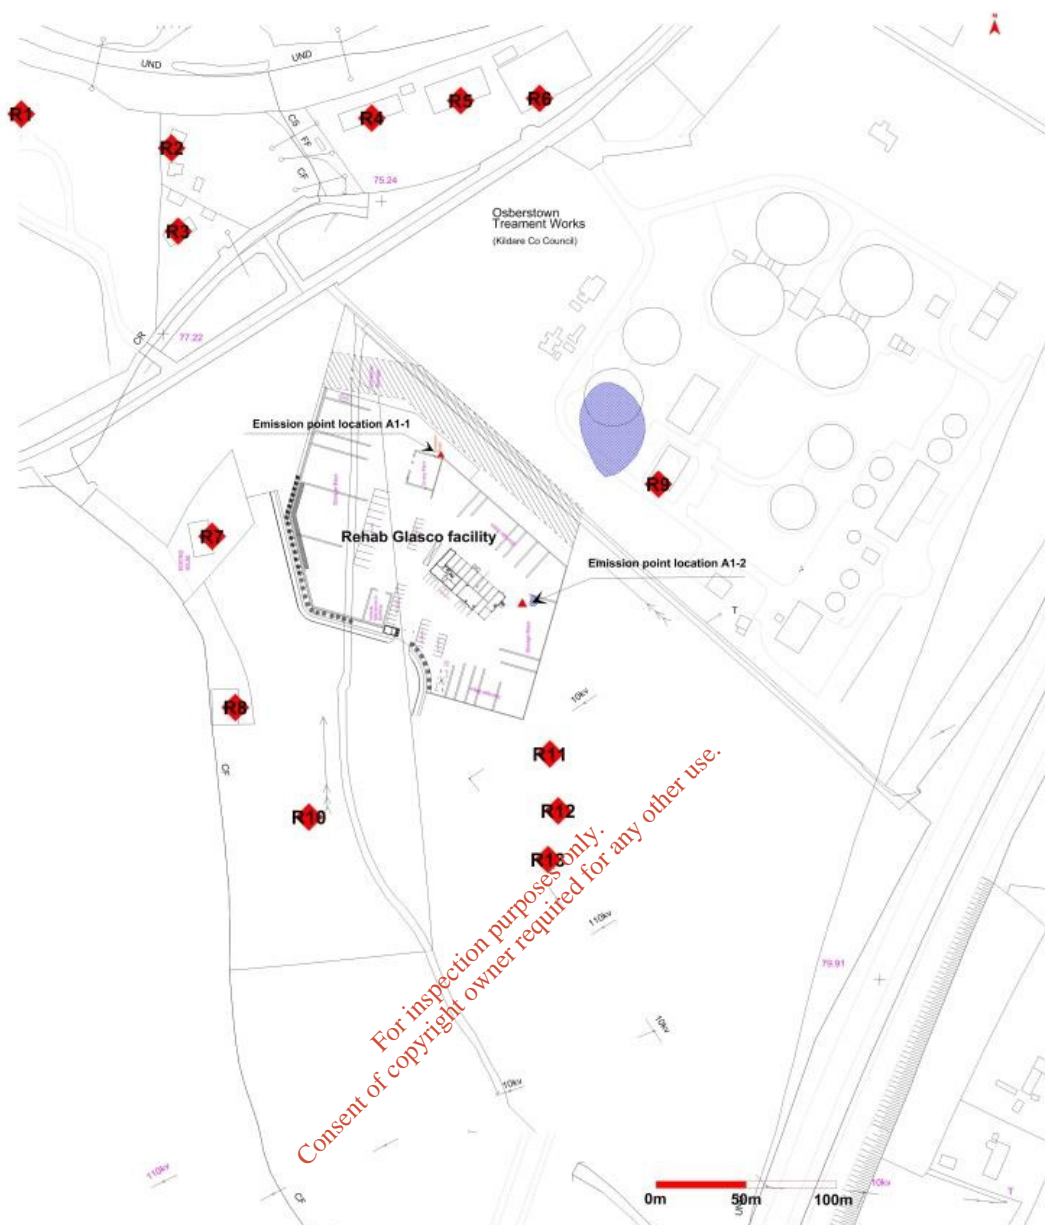 N
UND
UND
R1
R2
R3
R4
R5
R6
CS
FF
CF
75.24
Osberstown
Treament Works
(Kildare Co Council)
CR
77.22
Emission point location A1-1
R9
Rehab Glasco facility
R7
Emission point location A1-2
T
10kv
R8
CF
R11
R12
R10
R13
110kv
79.91
10kv
10kv
For inspection purposes only.
Consent of copyright owner required for any other use.
110kv
CF
0m
50m
100m
10kv
T